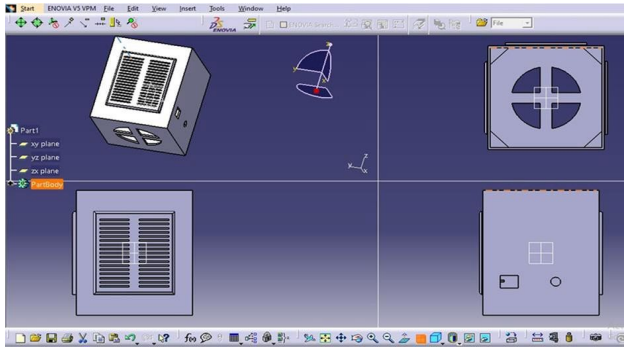 Start ENOVIA V5 VPM File Edit View Insert Tools Window Help
ENOVIA
File
Part1
xy plane
yz plane
zx plane
PartBody
z
y
x
f(x)